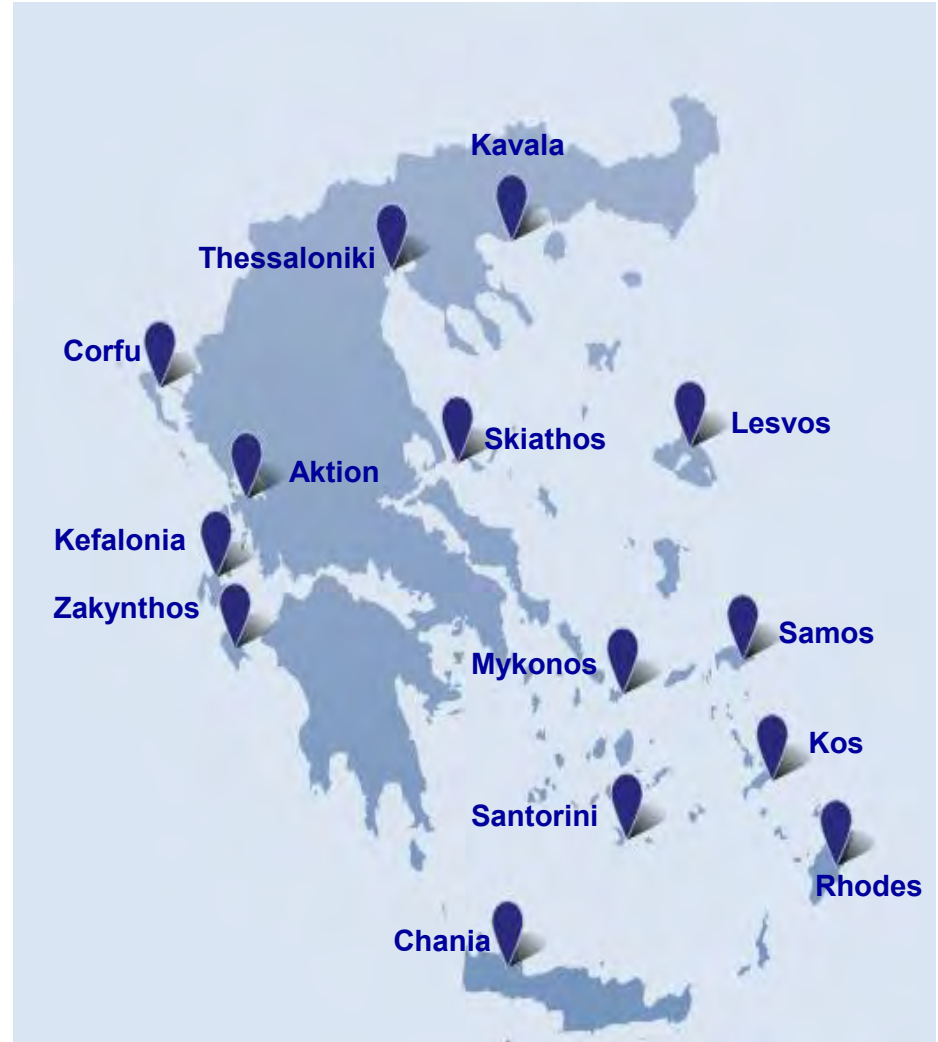 Kavala
Thessaloniki
Corfu
Lesvos
Skiathos
Aktion
Kefalonia
Zakynthos
Samos
Mykonos
Kos
Santorini
Rhodes
Chania